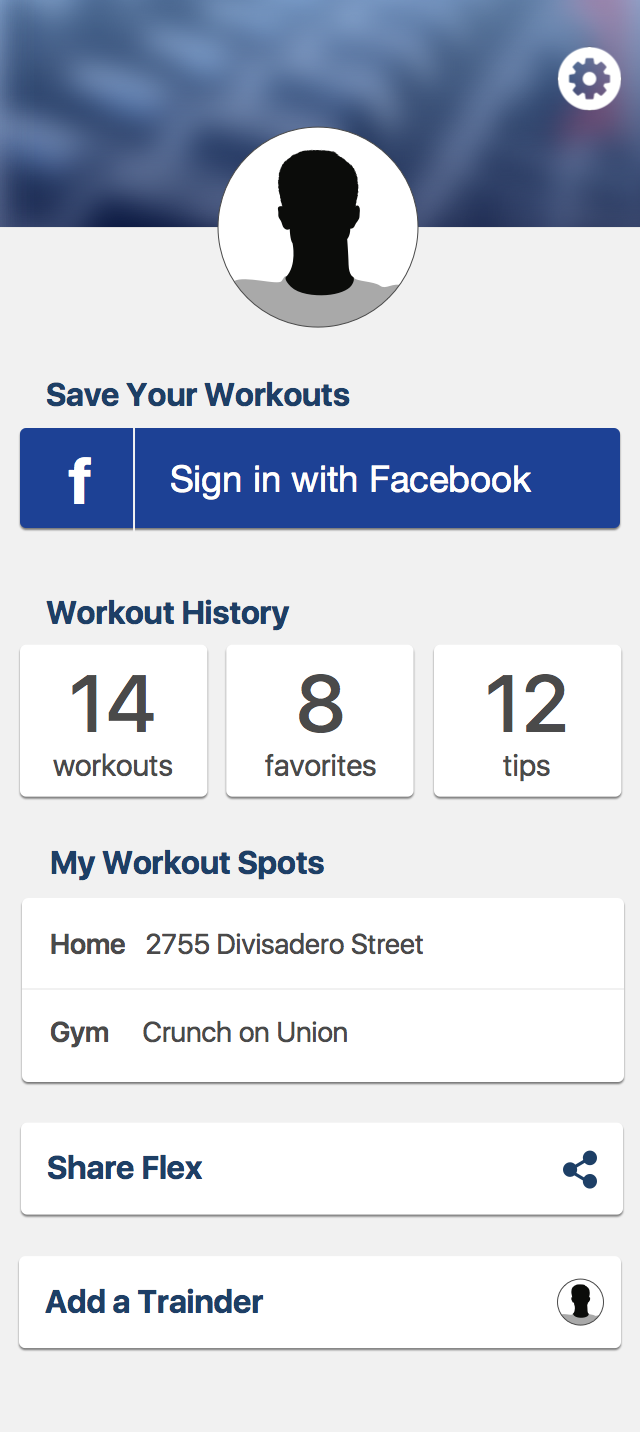 Save Your Workouts
f Sign in with Facebook
Workout History
14 8 12
workouts favorites tips
My Workout Spots
Home 2755 Divisadero Street
Gym Crunch on Union
Share Flex
Add a Trainder